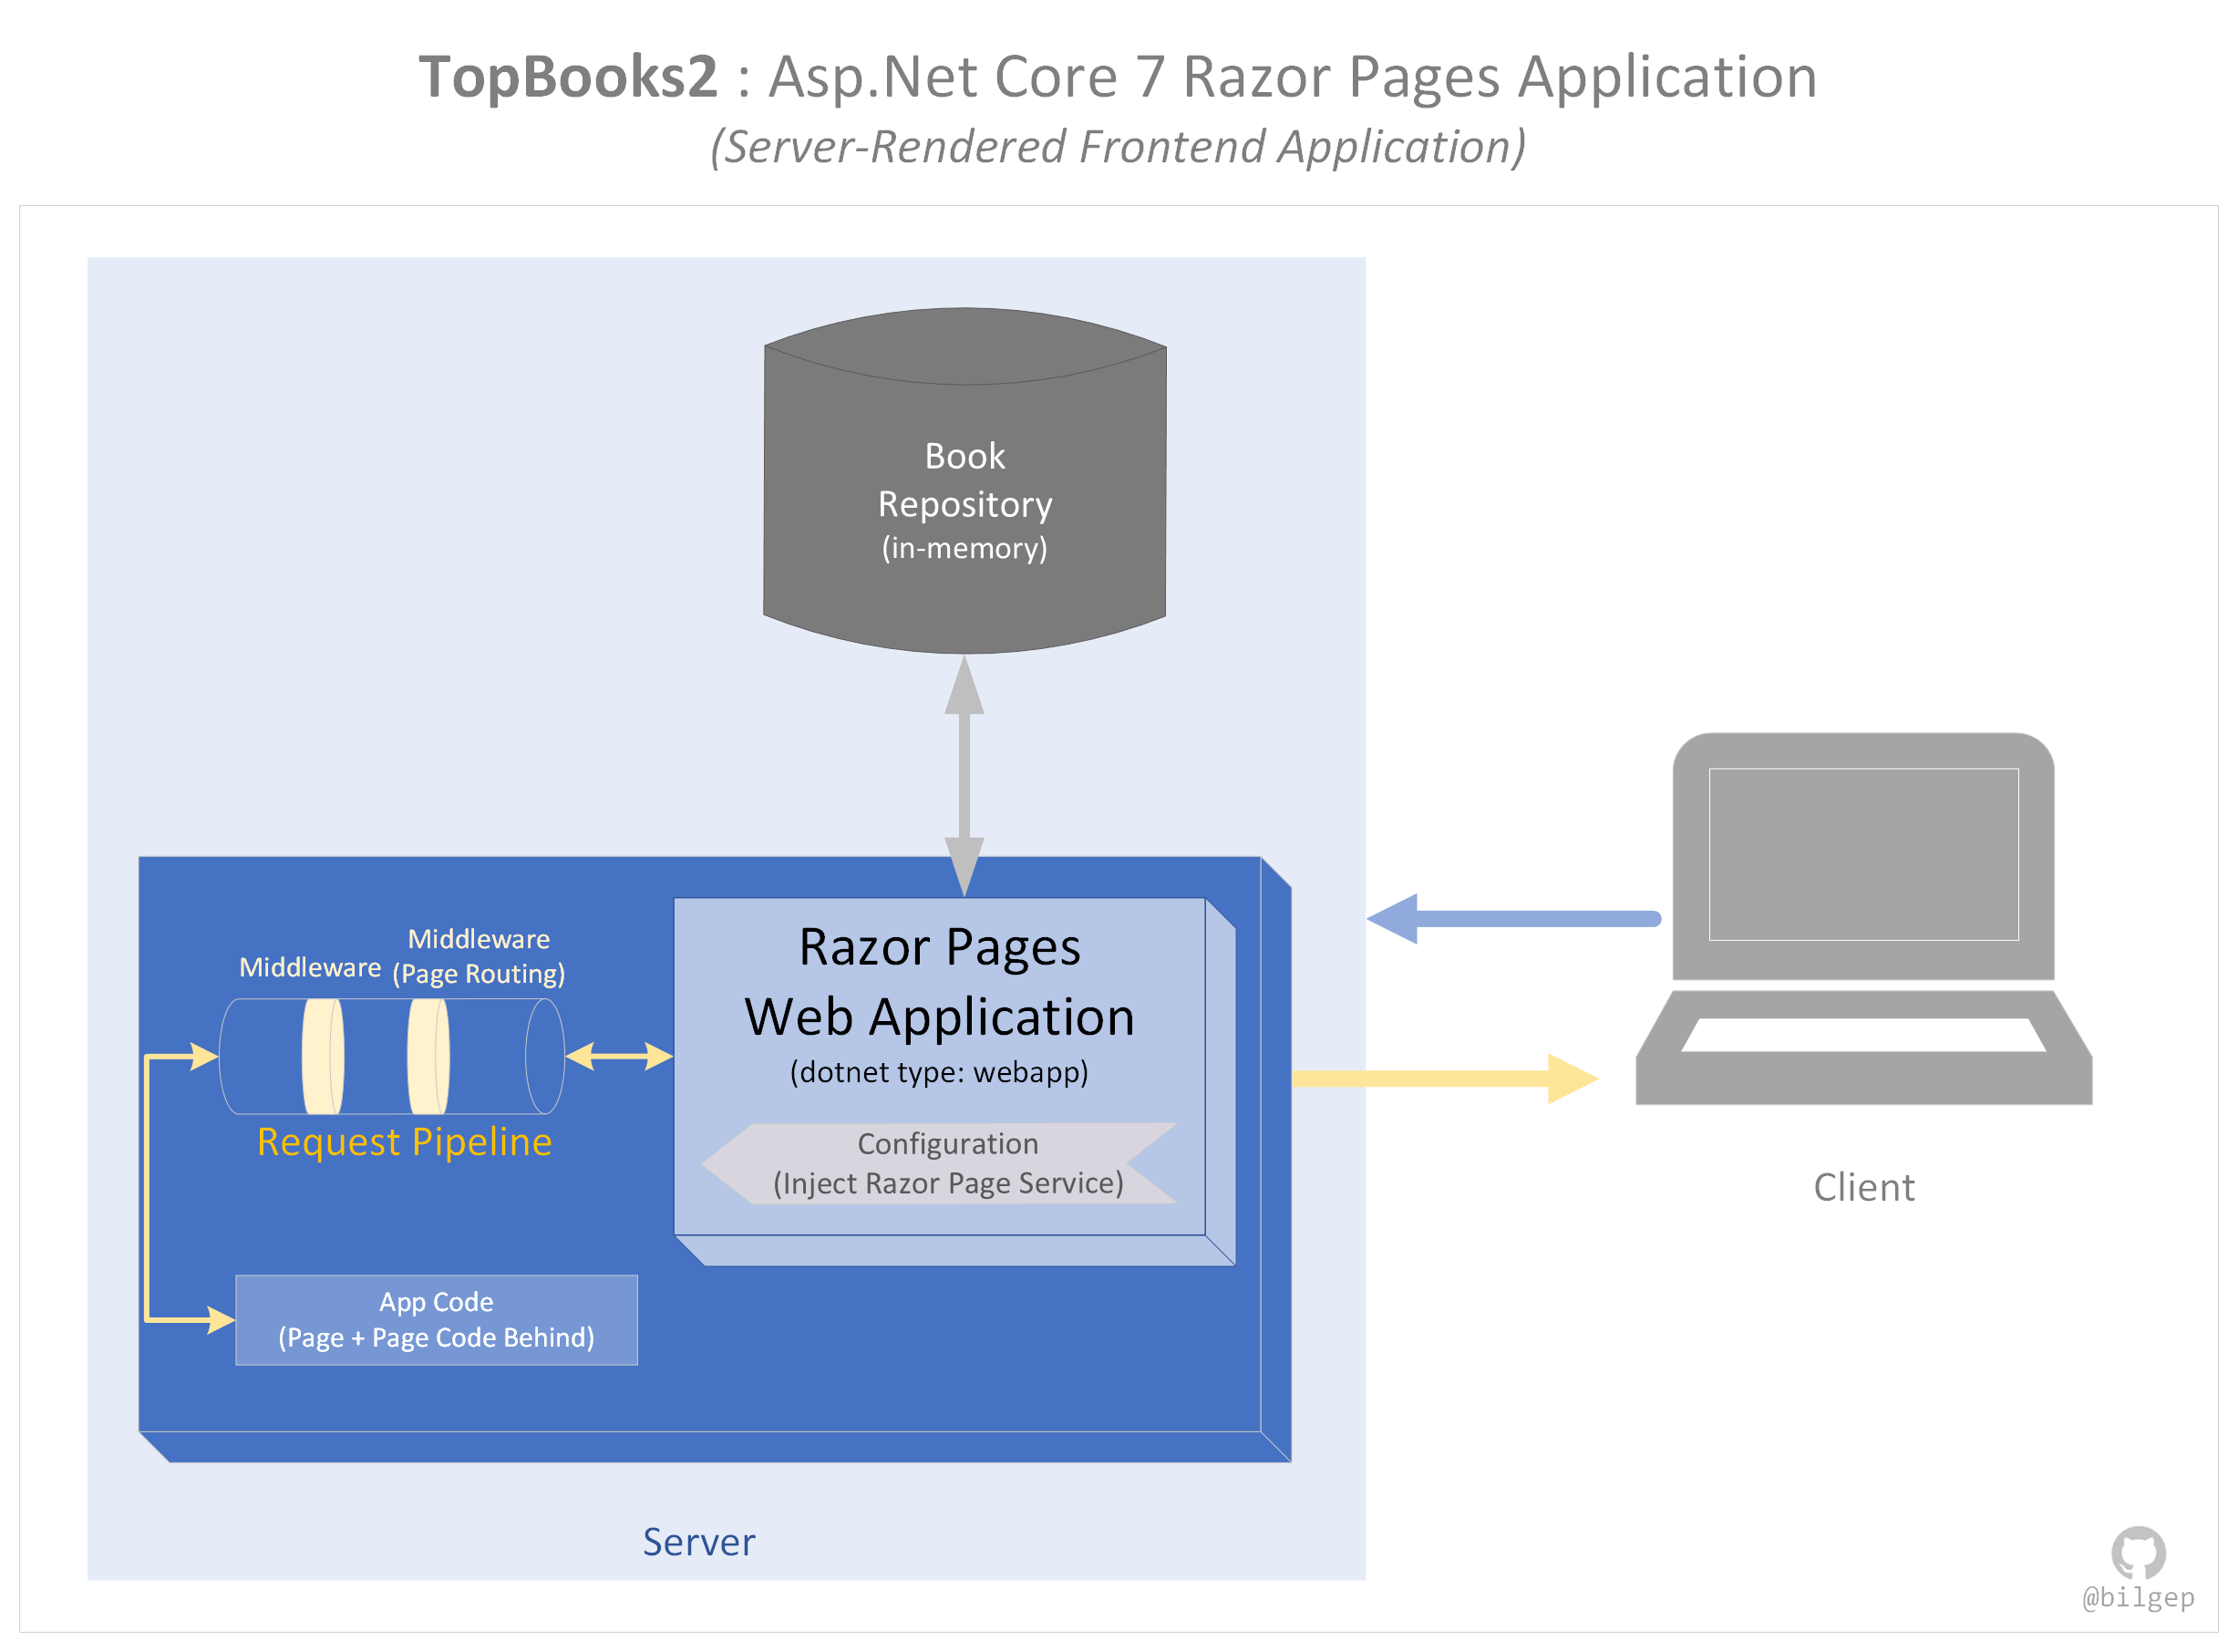 TopBooks2 : Asp.Net Core 7 Razor Pages Application
(Server-Rendered Frontend Application)
Book
Repository
(in-memory)
Middleware
Middleware
(Page Routing)
Request Pipeline
Razor Pages
Web Application
(dotnet type: webapp)
Configuration
(Inject Razor Page Service)
App Code
(Page + Page Code Behind)
Client
Server
@bilgep